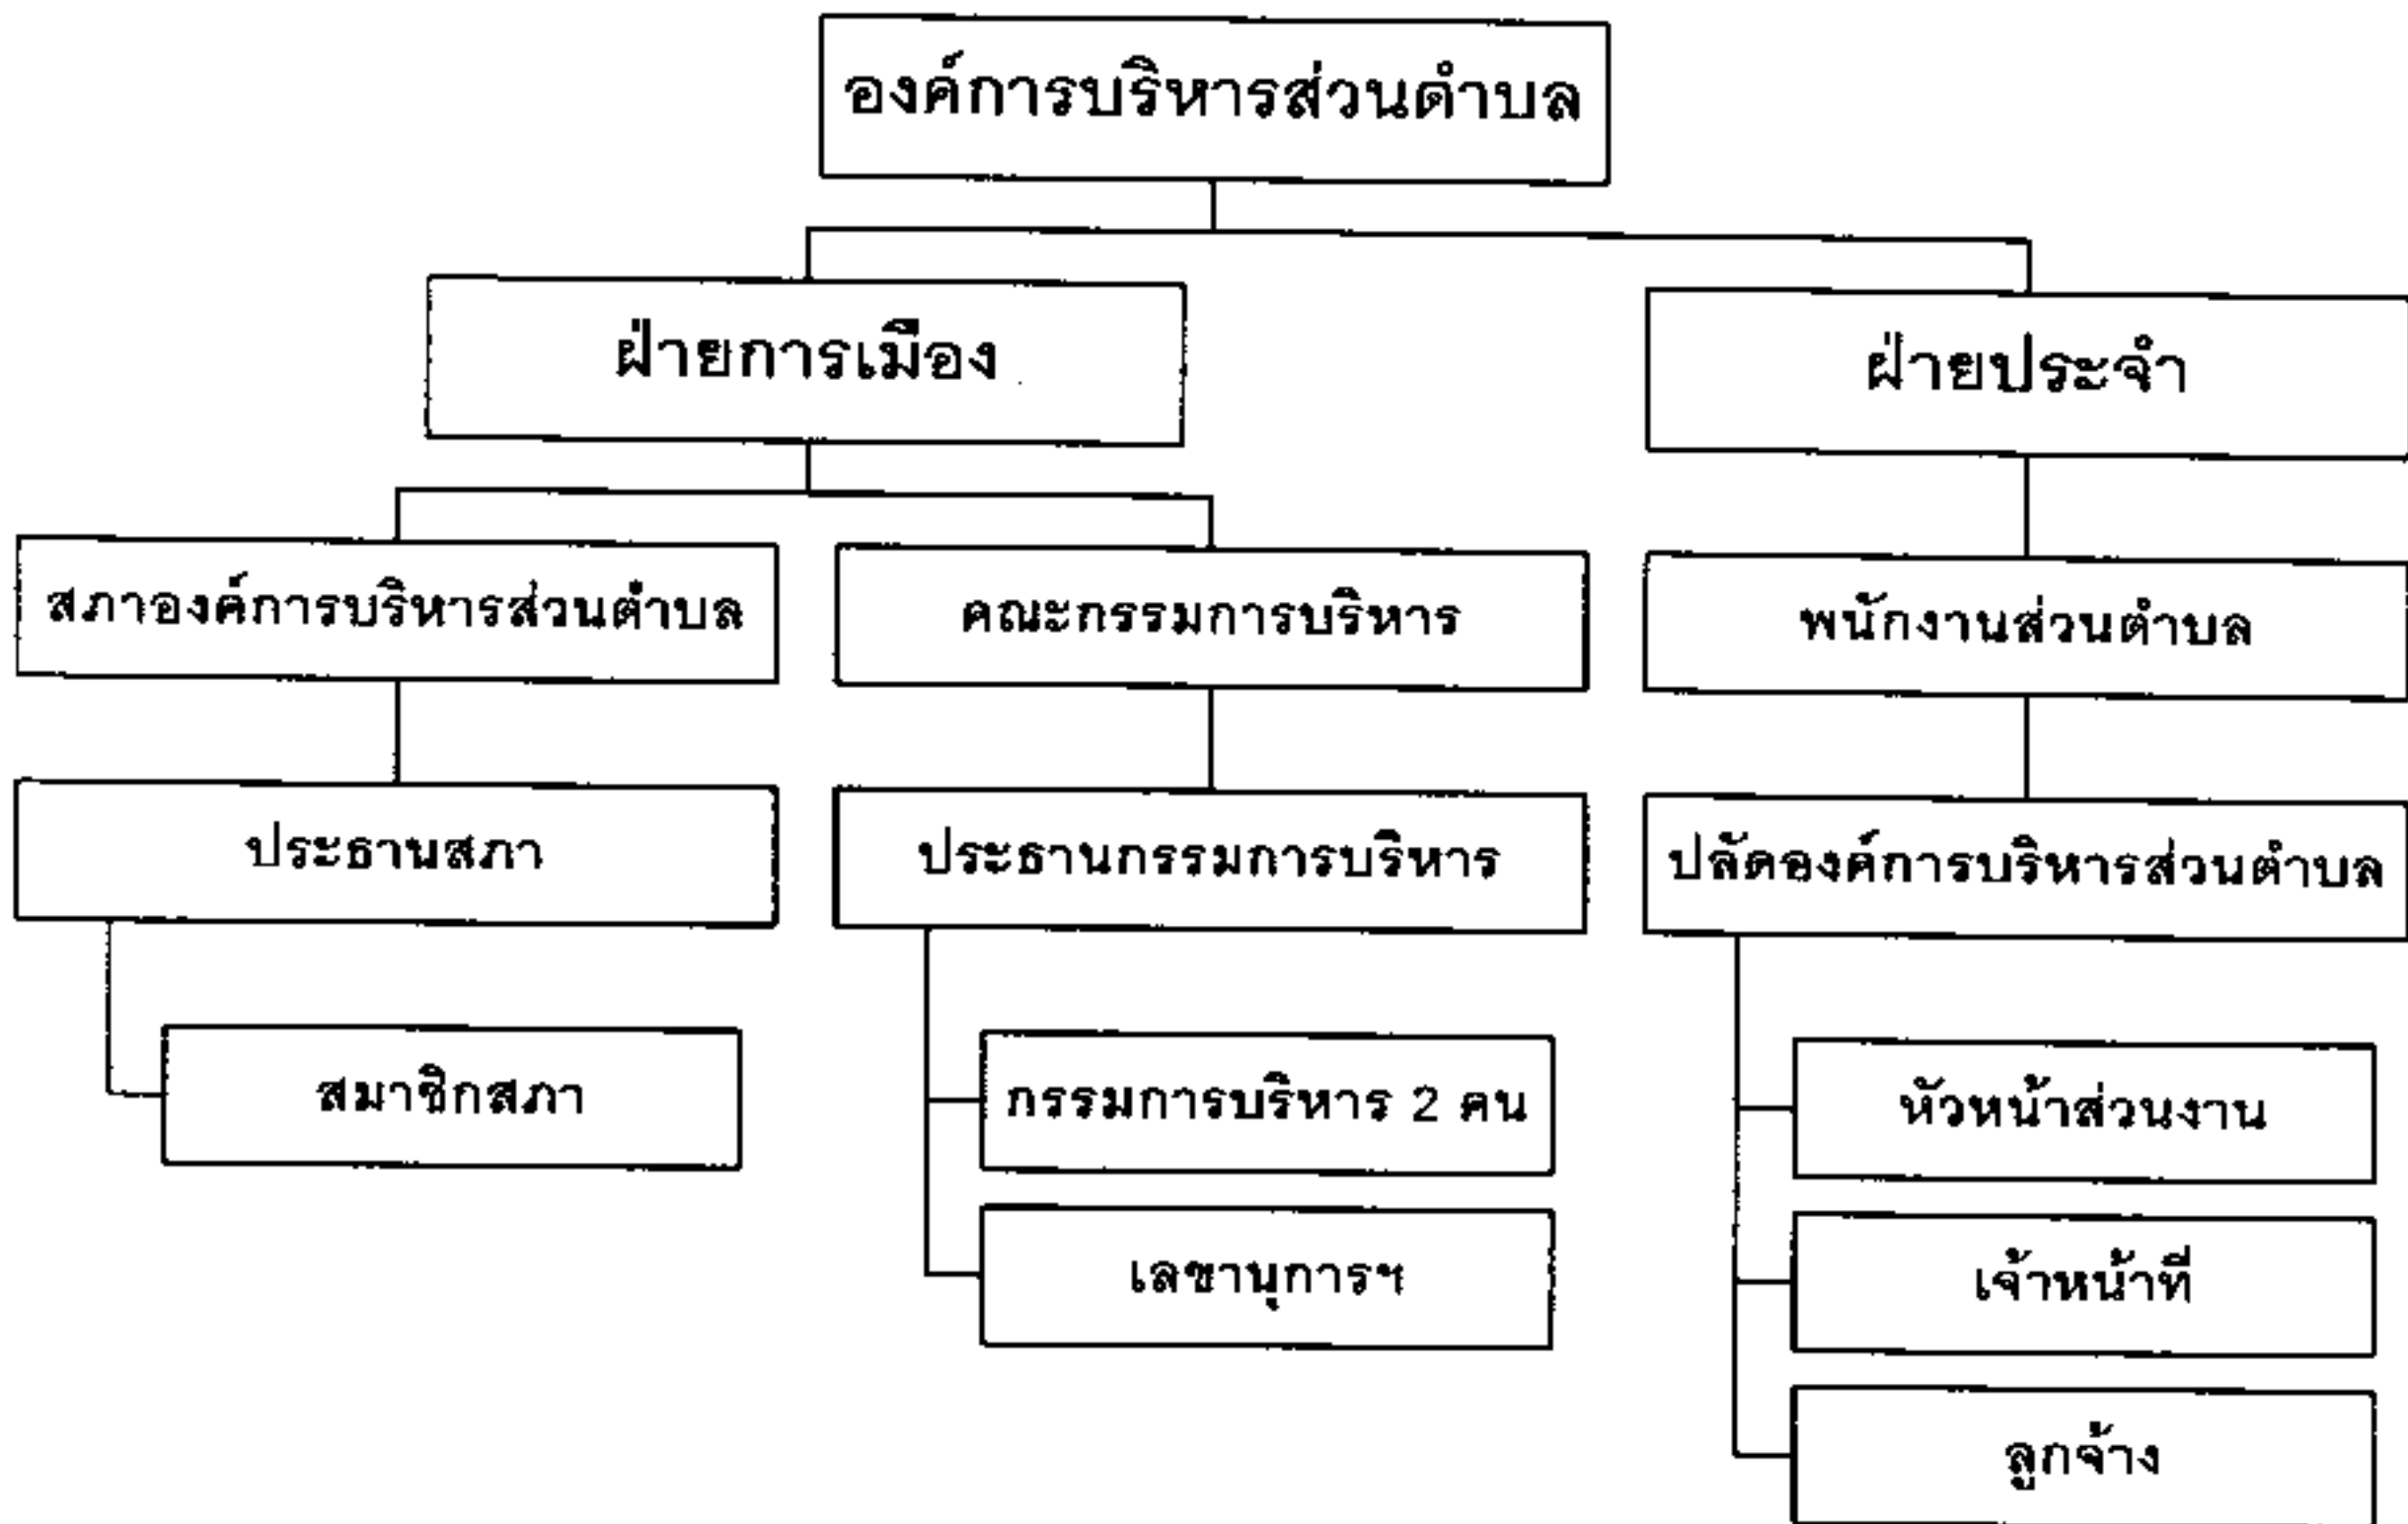 องค์การบริหารส่วนตำบล
ฝ่ายการเมือง
ฝ่ายประจำ
สภาองค์การบริหารส่วนตำบล
คณะกรรมการบริหาร
พนักงานส่วนตำบล
ประธานสภา
ประธานกรรมการบริหาร
ปลัดองค์การบริหารส่วนตำบล
สมาชิกสภา
กรรมการบริหาร 2 คน
หัวหน้าส่วนงาน
เลขานุการฯ
เจ้าหน้าที่
ลูกจ้าง